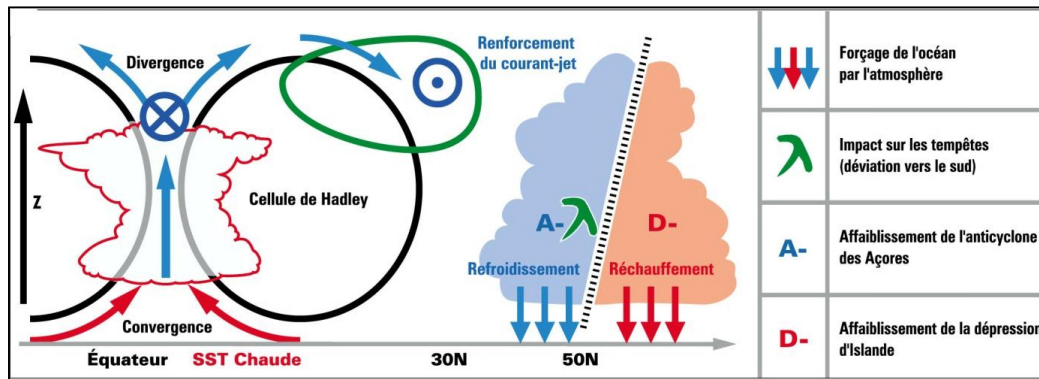 Divergence
Renforcement
du courant-jet
Z
Cellule de Hadley
A-
D-
Refroidissement
Réchauffement
Convergence
Équateur
SST Chaude
30N
50N
Forçage de l'océan
par l'atmosphère
Impact sur les tempêtes
(déviation vers le sud)
A-
Affaiblissement de l'anticyclone
des Açores
D-
Affaiblissement de la dépression
d'Islande